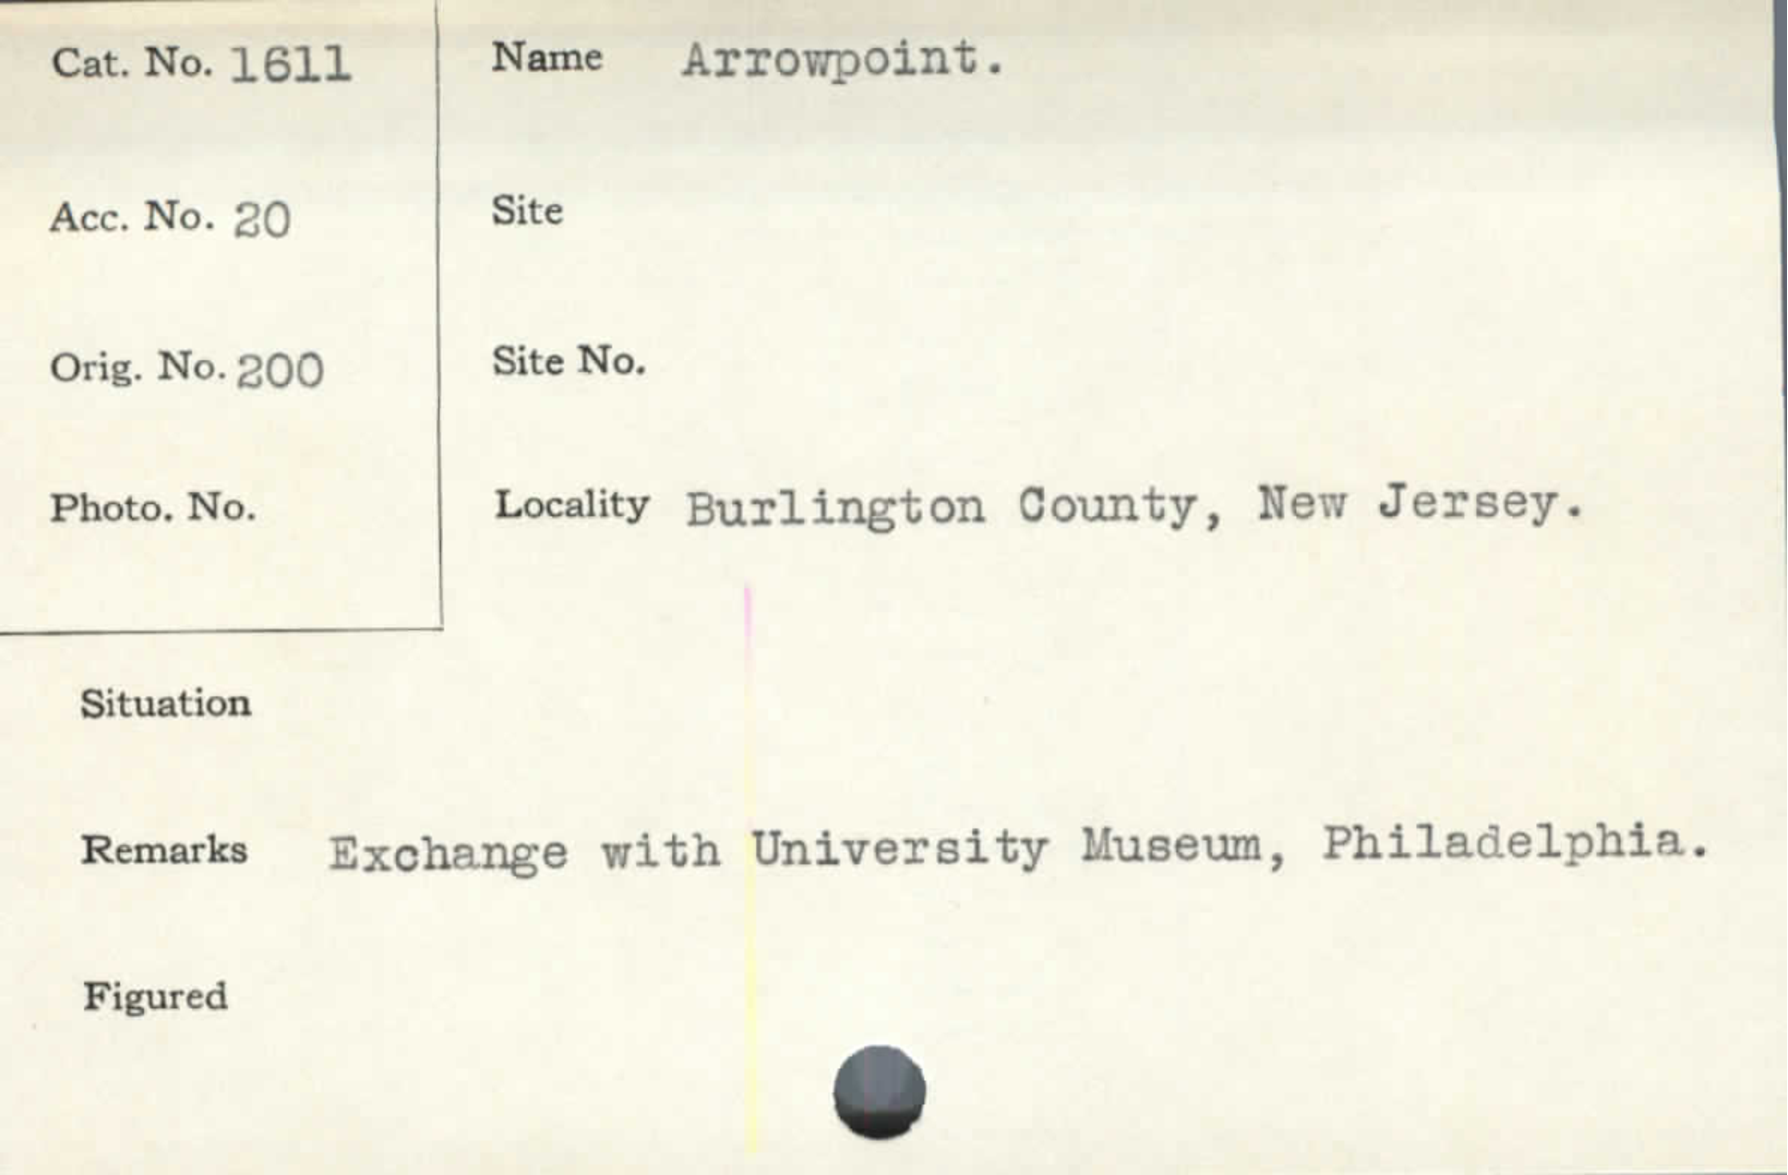 Cat. No. 1611
Acc. No. 20
Orig. No. 200
Photo. No.
Name Arrowpoint.
Site
Site No.
Locality Burlington County, New Jersey.
Situation
Remarks Exchange with University Museum, Philadelphia.
Figured